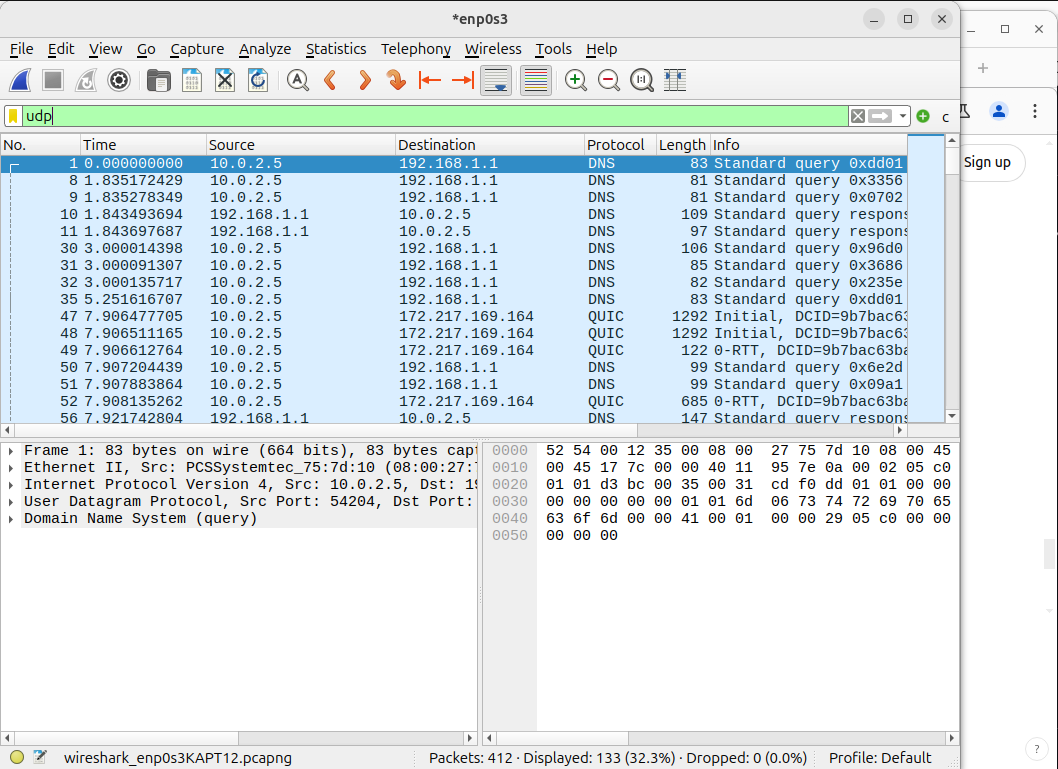 *enp0s3
File Edit View Go Capture Analyze Statistics Telephony Wireless Tools Help
udp
c
Sign up
No. Time Source Destination Protocol Length Info
1 0.000000000 10.0.2.5 192.168.1.1 DNS 83 Standard query 0xdd01
8 1.835172429 10.0.2.5 192.168.1.1 DNS 81 Standard query 0x3356
9 1.835278349 10.0.2.5 192.168.1.1 DNS 81 Standard query 0x0702
10 1.843493694 192.168.1.1 10.0.2.5 DNS 109 Standard query respons
11 1.843697687 192.168.1.1 10.0.2.5 DNS 97 Standard query respons
30 3.000014398 10.0.2.5 192.168.1.1 DNS 106 Standard query 0x96d0
31 3.000091307 10.0.2.5 192.168.1.1 DNS 85 Standard query 0x3686
32 3.000135717 10.0.2.5 192.168.1.1 DNS 82 Standard query 0x235e
35 5.251616707 10.0.2.5 192.168.1.1 DNS 83 Standard query 0xdd01
47 7.906477705 10.0.2.5 172.217.169.164 QUIC 1292 Initial, DCID=9b7bac63
48 7.906511165 10.0.2.5 172.217.169.164 QUIC 1292 Initial, DCID=9b7bac63
49 7.906612764 10.0.2.5 172.217.169.164 QUIC 122 0-RTT, DCID=9b7bac63ba
50 7.907204439 10.0.2.5 192.168.1.1 DNS 99 Standard query 0x6e2d
51 7.907883864 10.0.2.5 192.168.1.1 DNS 99 Standard query 0x09a1
52 7.908135262 10.0.2.5 172.217.169.164 QUIC 685 0-RTT, DCID=9b7bac63ba
56 7.921742804 192.168.1.1 10.0.2.5 DNS 147 Standard query respons
Frame 1: 83 bytes on wire (664 bits), 83 bytes capt
Ethernet II, Src: PCSSystemtec_75:7d:10 (08:00:27:7
Internet Protocol Version 4, Src: 10.0.2.5, Dst: 19
User Datagram Protocol, Src Port: 54204, Dst Port:
Domain Name System (query)
0000 52 54 00 12 35 00 08 00 27 75 7d 10 08 00 45
0010 00 45 17 7c 00 00 40 11 95 7e 0a 00 02 05 c0
0020 01 01 d3 bc 00 35 00 31 cd f0 dd 01 01 00 00
0030 00 00 00 00 00 01 01 6d 06 73 74 72 69 70 65
0040 63 6f 6d 00 00 41 00 01 00 00 29 05 c0 00 00
0050 00 00 00
wireshark_enp0s3KAPT12.pcapng
Packets: 412 · Displayed: 133 (32.3%) · Dropped: 0 (0.0%)
Profile: Default
?